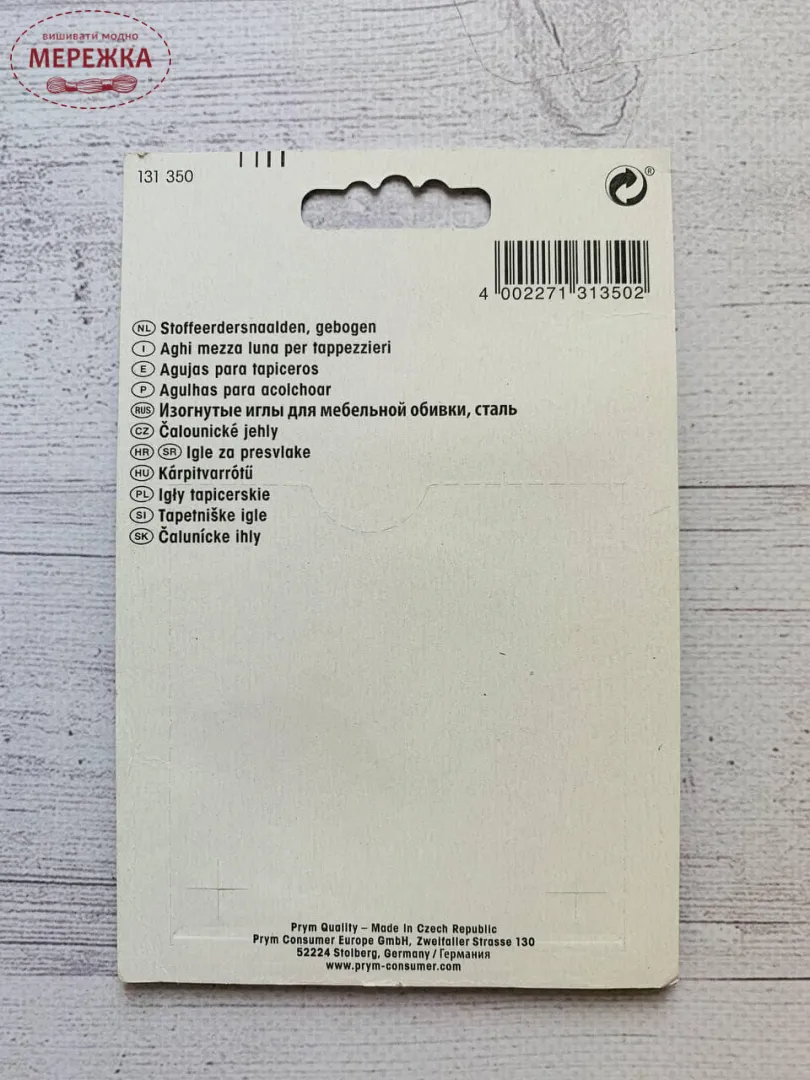 вишивати модно
МЕРЕЖКА
131 350
®
4 002271 313502
NL Stoffeerdersnaalden, gebogen
I Aghi mezza luna per tappezzieri
E Agujas para tapiceros
P Agulhas para acolchoar
RUS Изогнутые иглы для мебельной обивки, сталь
CZ Čalounické jehly
HR SR Igle za presvlake
HU Kárpitvarrótű
PL Igły tapicerskie
SI Tapetniške igle
SK Čalunícke ihly
Prym Quality – Made in Czech Republic
Prym Consumer Europe GmbH, Zweifaller Strasse 130
52224 Stolberg, Germany / Германия
www.prym-consumer.com